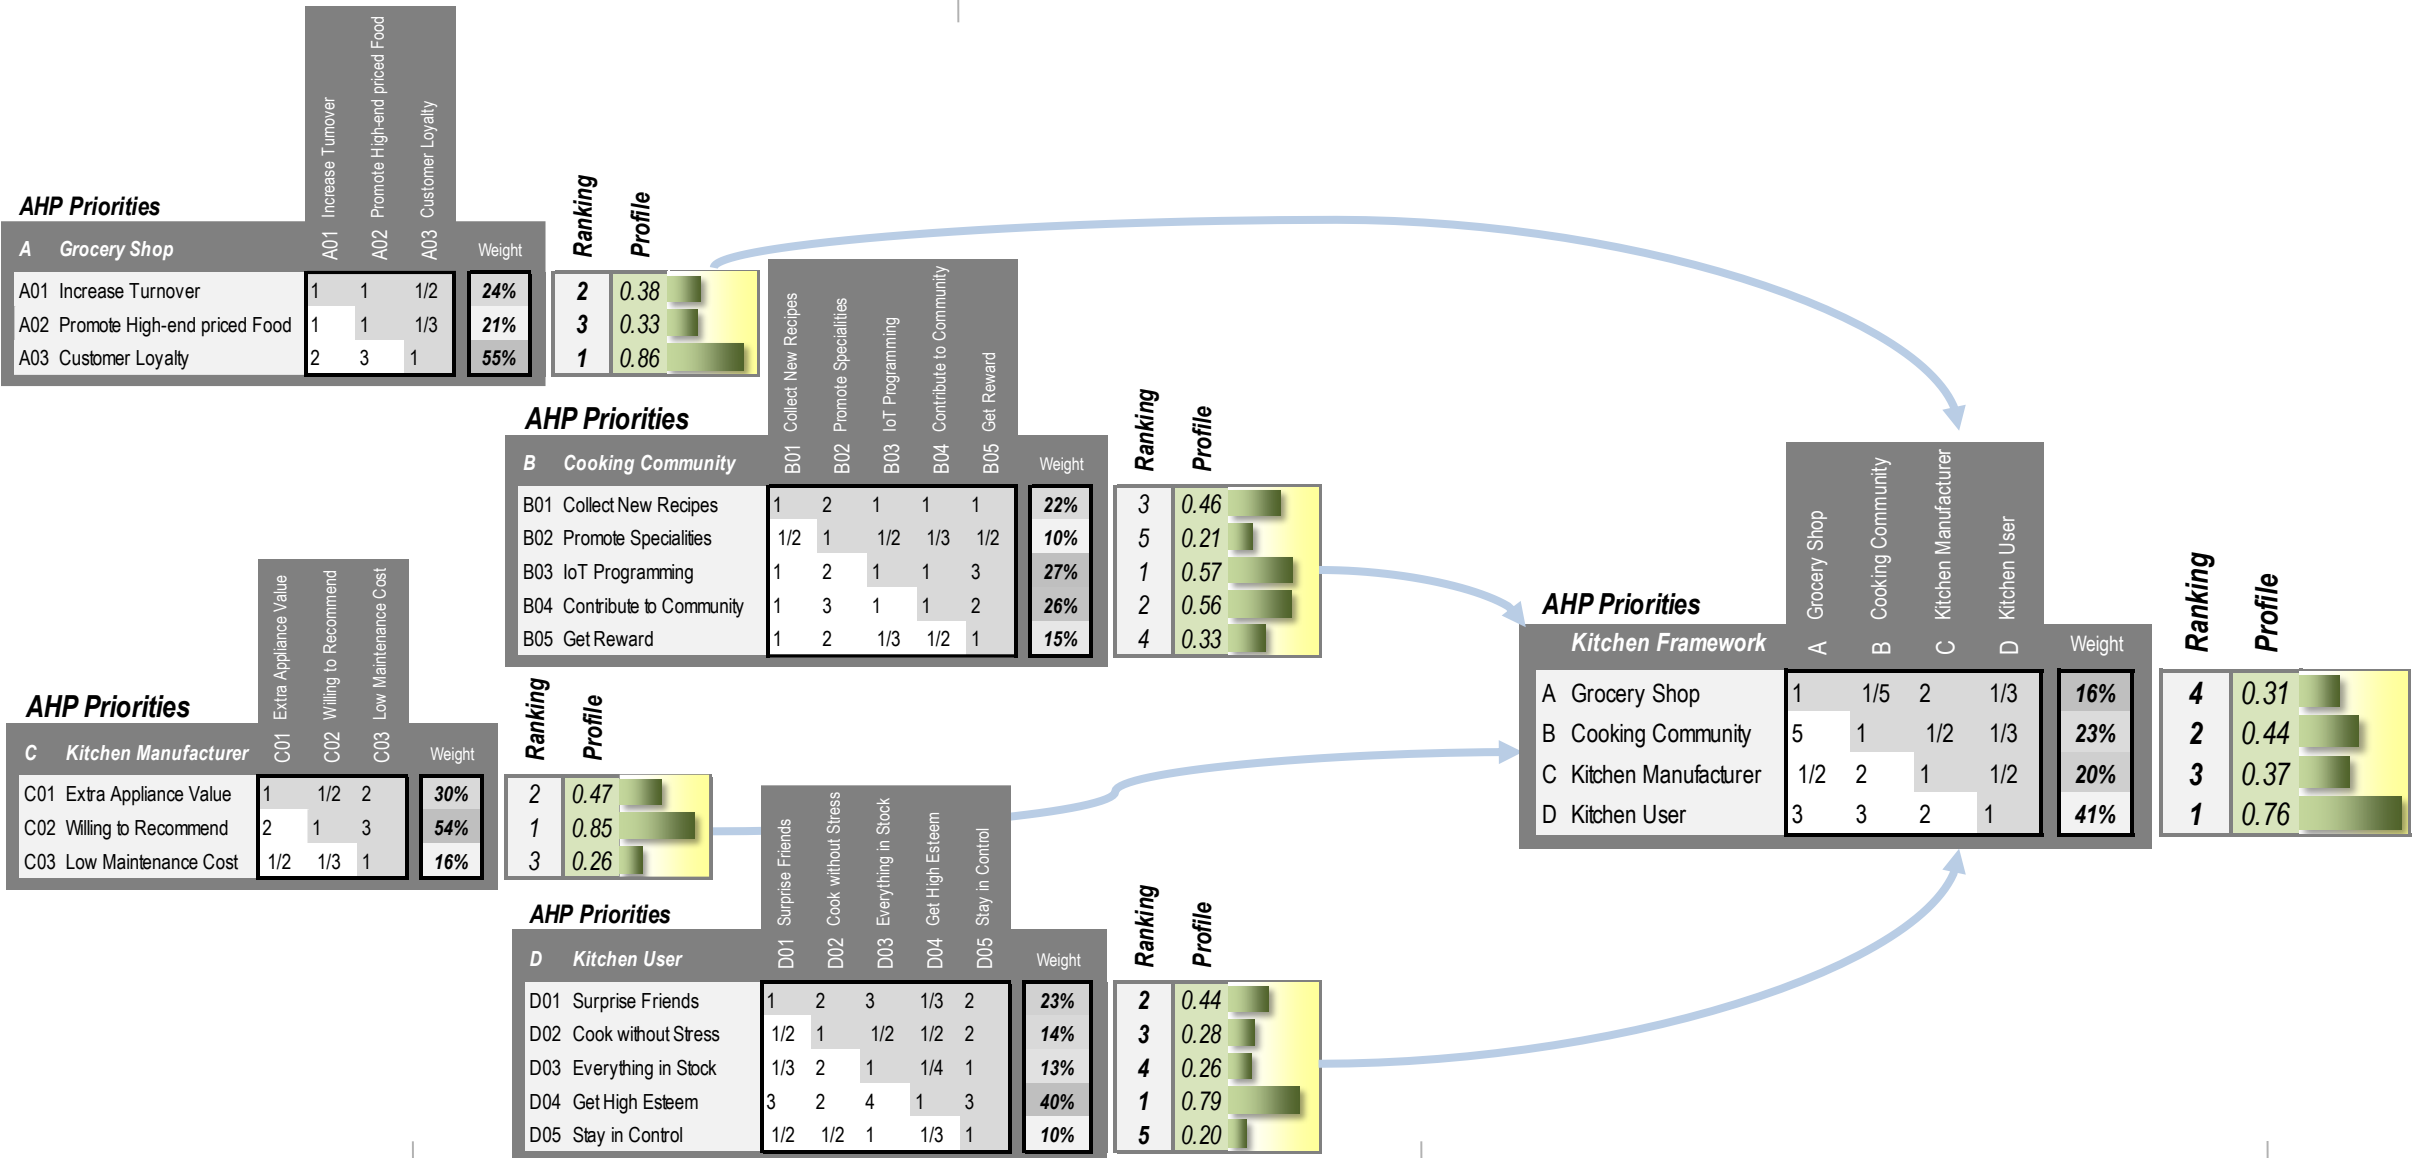 A01 Increase Turnover
A02 Promote High-end priced Food
A03 Customer Loyalty
AHP Priorities
Ranking
Profile
A Grocery Shop Weight
A01 Increase Turnover 1 1 1/2 24% 2 0.38
A02 Promote High-end priced Food 1 1 1/3 21% 3 0.33
A03 Customer Loyalty 2 3 1 55% 1 0.86
B01 Collect New Recipes
B02 Promote Specialities
B03 IoT Programming
B04 Contribute to Community
B05 Get Reward
AHP Priorities
Ranking
Profile
B Cooking Community Weight
B01 Collect New Recipes 1 2 1 1 1 22% 3 0.46
B02 Promote Specialities 1/2 1 1/2 1/3 1/2 10% 5 0.21
B03 IoT Programming 1 2 1 1 3 27% 1 0.57
B04 Contribute to Community 1 3 1 1 2 26% 2 0.56
B05 Get Reward 1 2 1/3 1/2 1 15% 4 0.33
C01 Extra Appliance Value
C02 Willing to Recommend
C03 Low Maintenance Cost
AHP Priorities
Ranking
Profile
C Kitchen Manufacturer Weight
C01 Extra Appliance Value 1 1/2 2 30% 2 0.47
C02 Willing to Recommend 2 1 3 54% 1 0.85
C03 Low Maintenance Cost 1/2 1/3 1 16% 3 0.26
D01 Surprise Friends
D02 Cook without Stress
D03 Everything in Stock
D04 Get High Esteem
D05 Stay in Control
AHP Priorities
Ranking
Profile
D Kitchen User Weight
D01 Surprise Friends 1 2 3 1/3 2 23% 2 0.44
D02 Cook without Stress 1/2 1 1/2 1/2 2 14% 3 0.28
D03 Everything in Stock 1/3 2 1 1/4 1 13% 4 0.26
D04 Get High Esteem 3 2 4 1 3 40% 1 0.79
D05 Stay in Control 1/2 1/2 1 1/3 1 10% 5 0.20
A Grocery Shop
B Cooking Community
C Kitchen Manufacturer
D Kitchen User
AHP Priorities
Ranking
Profile
Kitchen Framework Weight
A Grocery Shop 1 1/5 2 1/3 16% 4 0.31
B Cooking Community 5 1 1/2 1/3 23% 2 0.44
C Kitchen Manufacturer 1/2 2 1 1/2 20% 3 0.37
D Kitchen User 3 3 2 1 41% 1 0.76